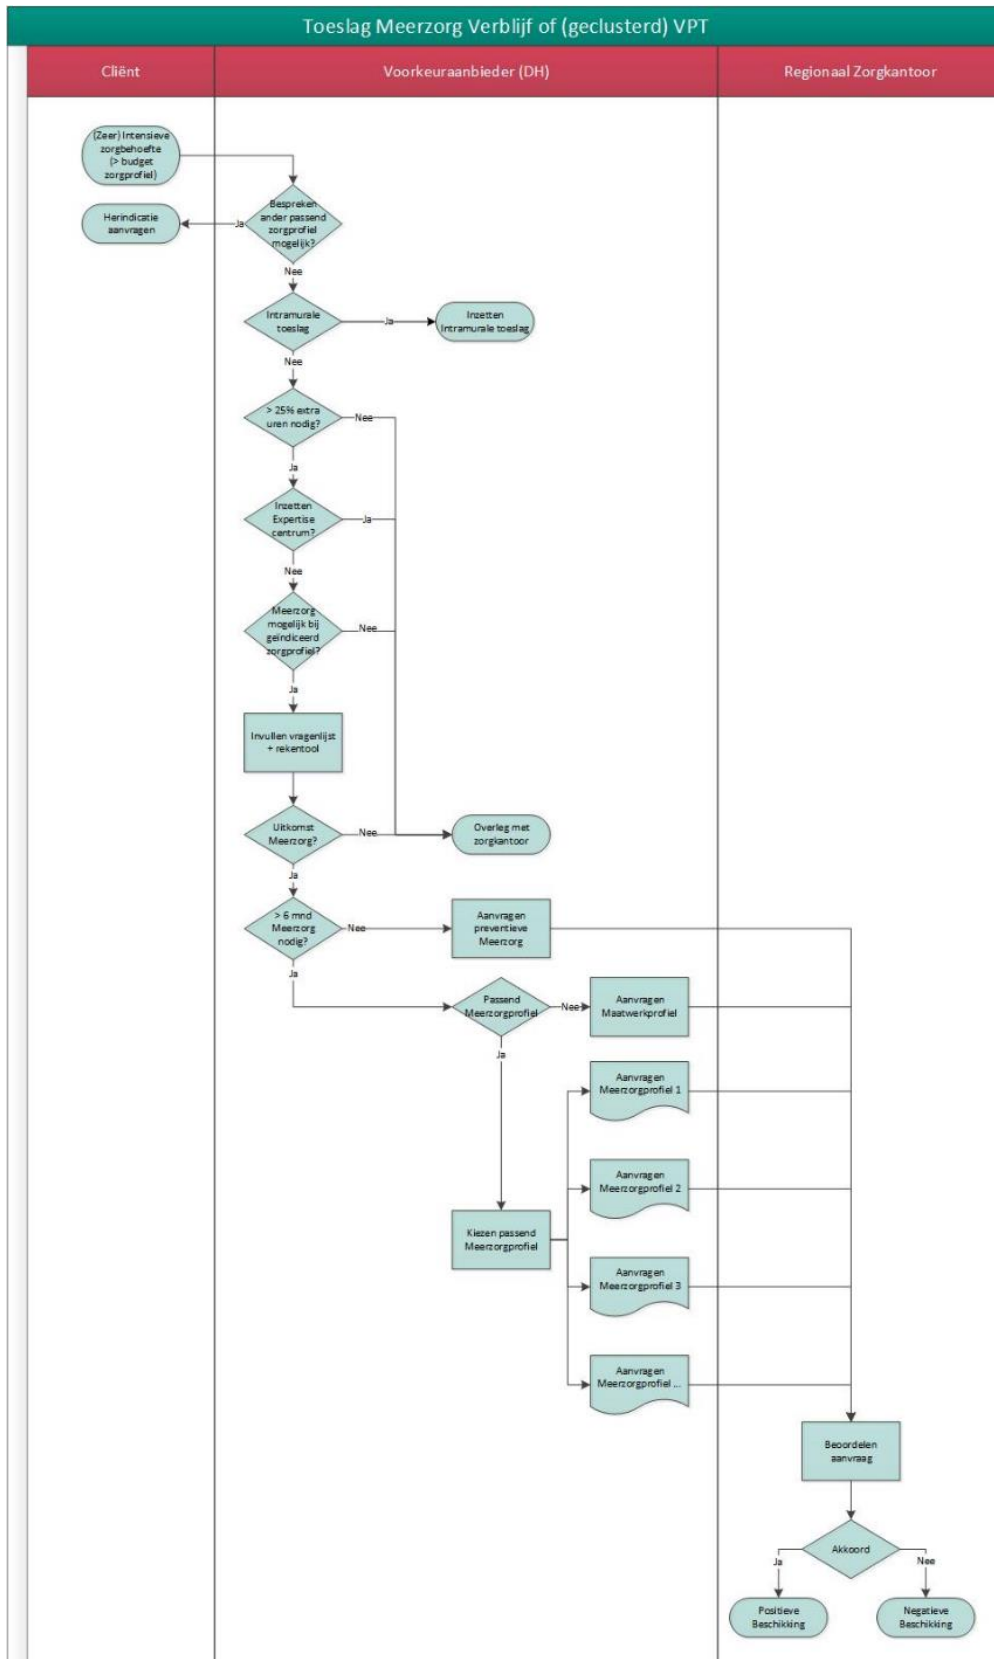 Toeslag Meerzorg Verblijf of (geclusterd) VPT
Cliënt
Voorkeuraanbieder (DH)
Regionaal Zorgkantoor
(Zeer) Intensieve
zorgbehoefte
(> budget
zorgprofiel)
Bespreken
ander passend
zorgprofiel
mogelijk?
Ja
Herindicatie
aanvragen
Nee
Intramurale
toeslag
Ja
Inzetten
Intramurale toeslag
Nee
> 25% extra
uren nodig?
Nee
Ja
Inzetten
Expertise
centrum?
Ja
Nee
Meerzorg
mogelijk bij
geïndiceerd
zorgprofiel?
Nee
Ja
Invullen vragenlijst
+ rekentool
Uitkomst
Meerzorg?
Nee
Overleg met
zorgkantoor
Ja
> 6 mnd
Meerzorg
nodig?
Nee
Aanvragen
preventieve
Meerzorg
Ja
Passend
Meerzorgprofiel
Nee
Aanvragen
Maatwerkprofiel
Ja
Aanvragen
Meerzorgprofiel 1
Aanvragen
Meerzorgprofiel 2
Kiezen passend
Meerzorgprofiel
Aanvragen
Meerzorgprofiel 3
Aanvragen
Meerzorgprofiel ...
Beoordelen
aanvraag
Akkoord
Ja
Nee
Positieve
Beschikking
Negatieve
Beschikking